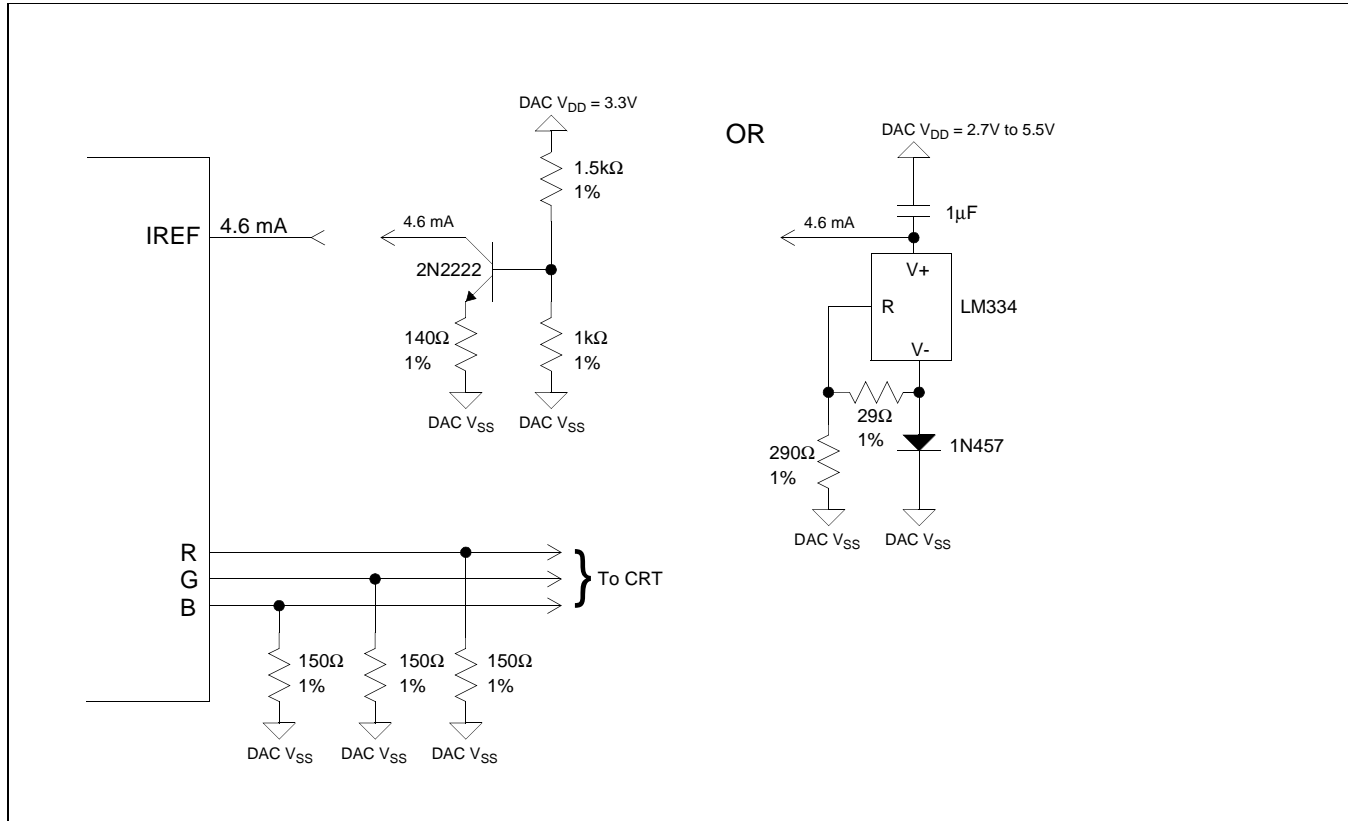 DAC VDD = 3.3V
OR
DAC VDD = 2.7V to 5.5V
1.5kΩ
1%
1μF
IREF
4.6 mA
4.6 mA
4.6 mA
2N2222
V+
R
LM334
V-
140Ω
1%
1kΩ
1%
DAC VSS
DAC VSS
29Ω
1%
290Ω
1%
1N457
DAC VSS
DAC VSS
R
G
B
} To CRT
150Ω
1%
150Ω
1%
150Ω
1%
DAC VSS
DAC VSS
DAC VSS